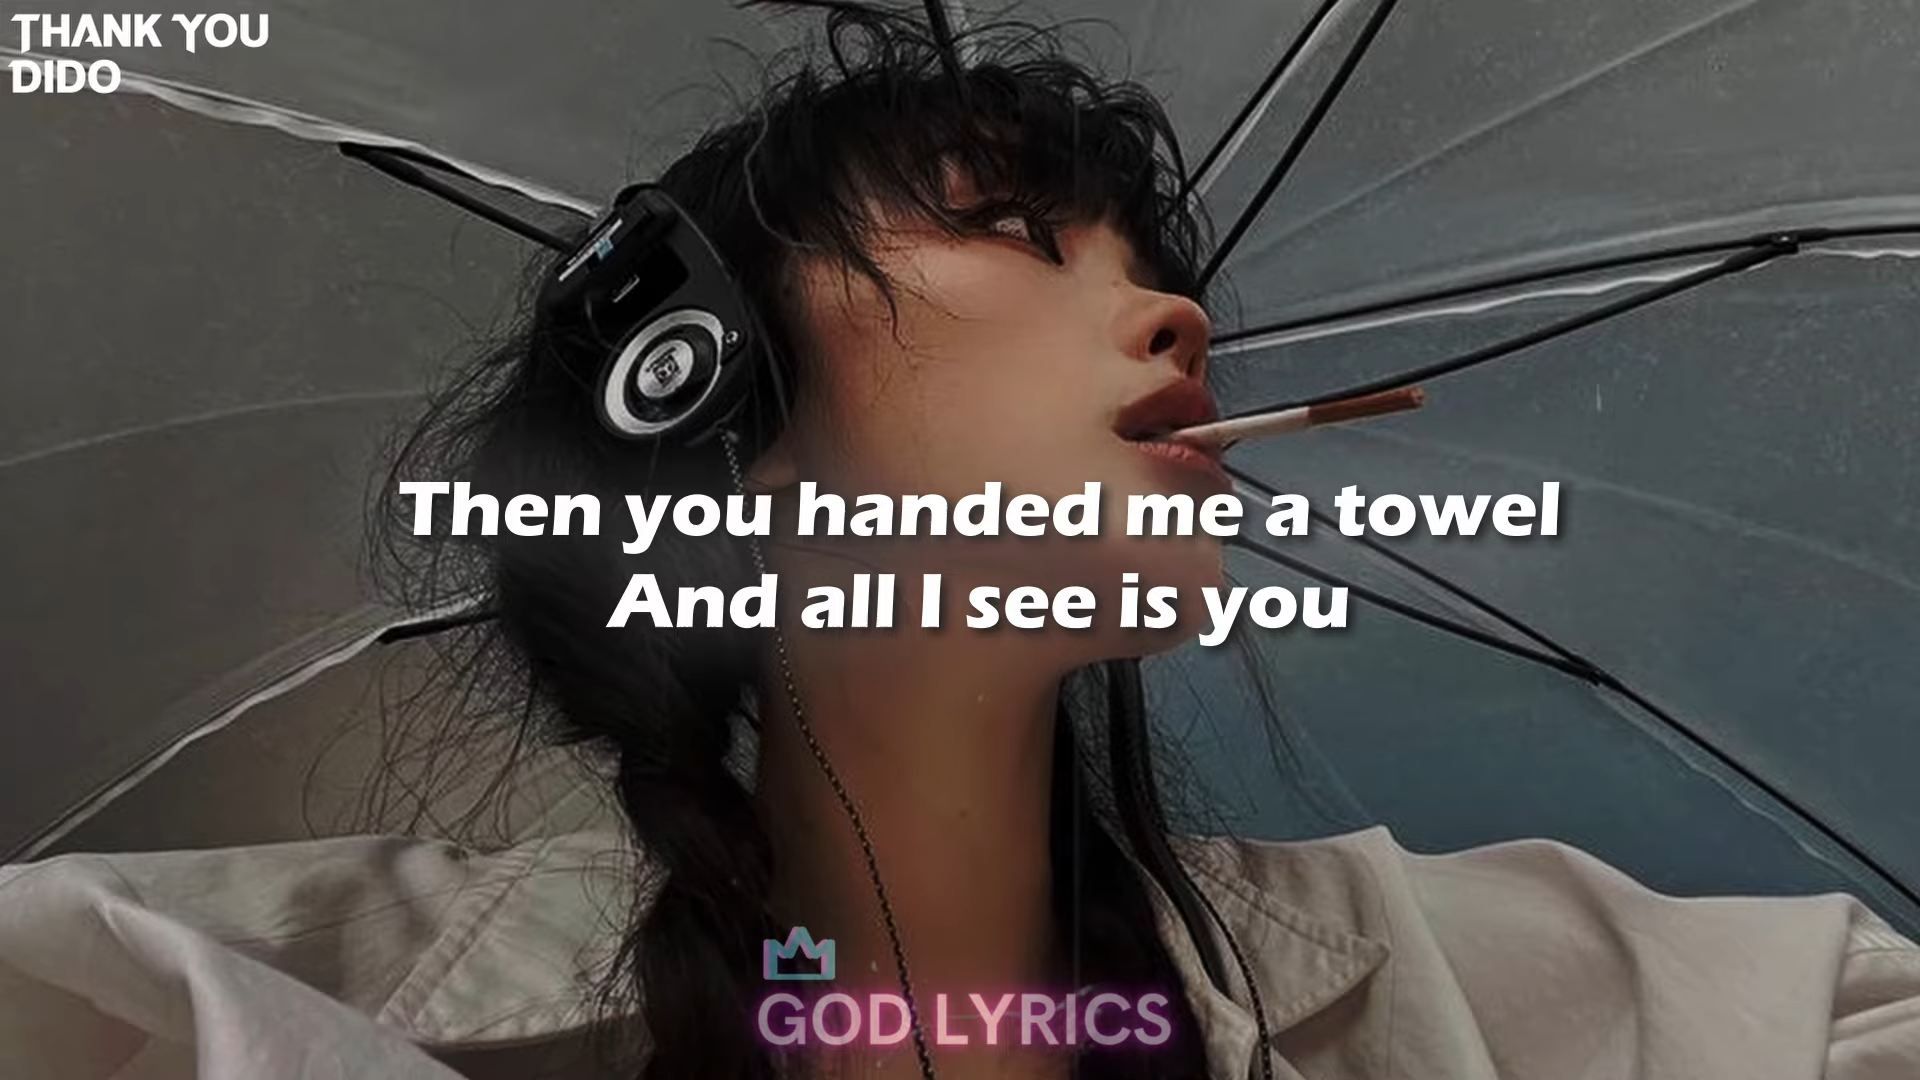 THANK YOU
DIDO
Then you handed me a towel
And all I see is you
GOD LYRICS